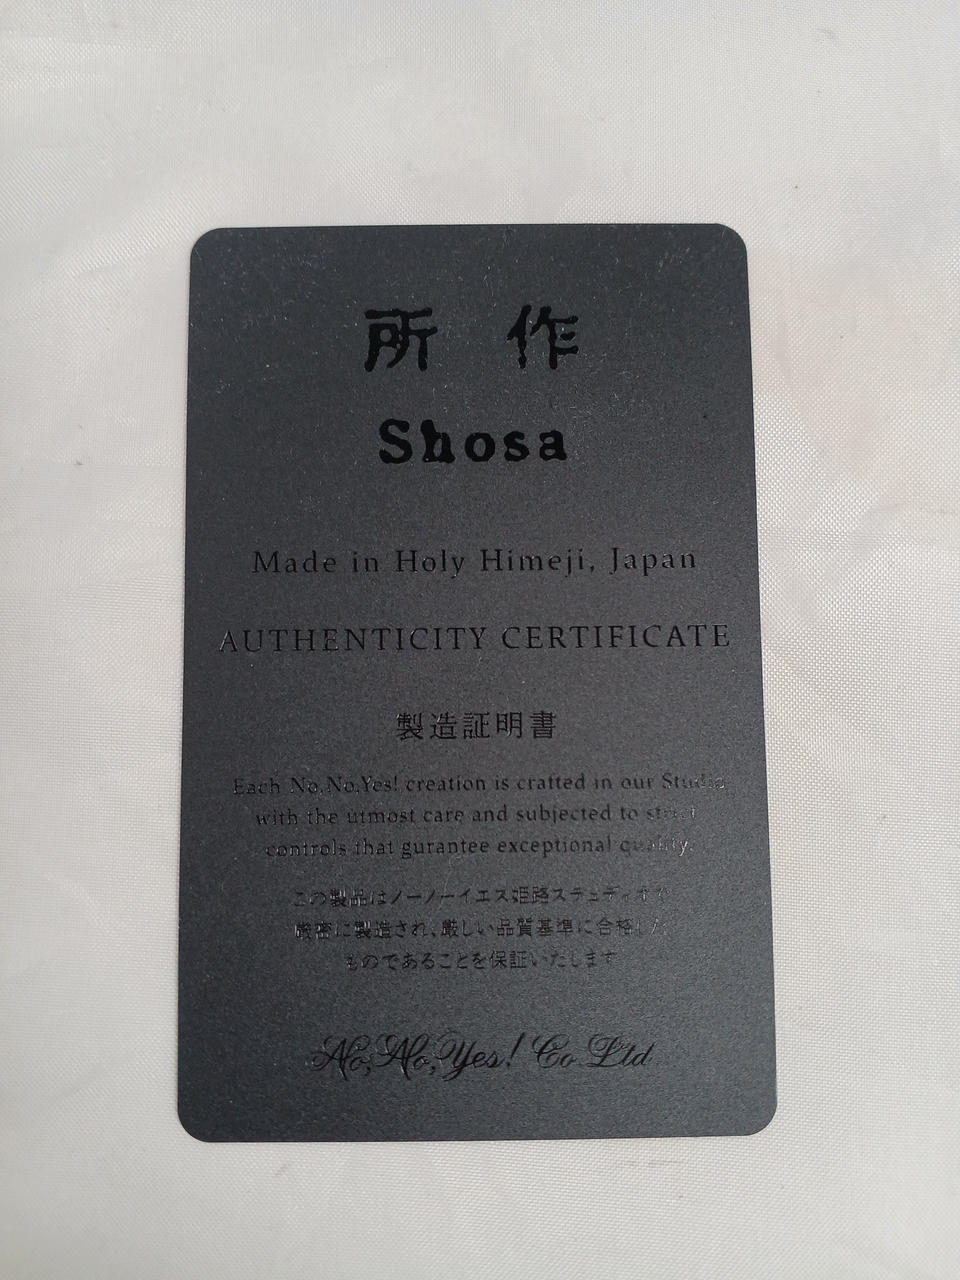 所 作
Shosa
Made in Holy Himeji, Japan
AUTHENTICITY CERTIFICATE
製造証明書
Each No,No,Yes! creation is crafted in our Studio,
with the utmost care and subjected to strict
controls that gurantee exceptional quality.
この製品はノーノーイエス姫路ステュディオで
厳密に製造され、厳しい品質基準に合格した
ものであることを保証いたします
No,No,Yes! Co Ltd